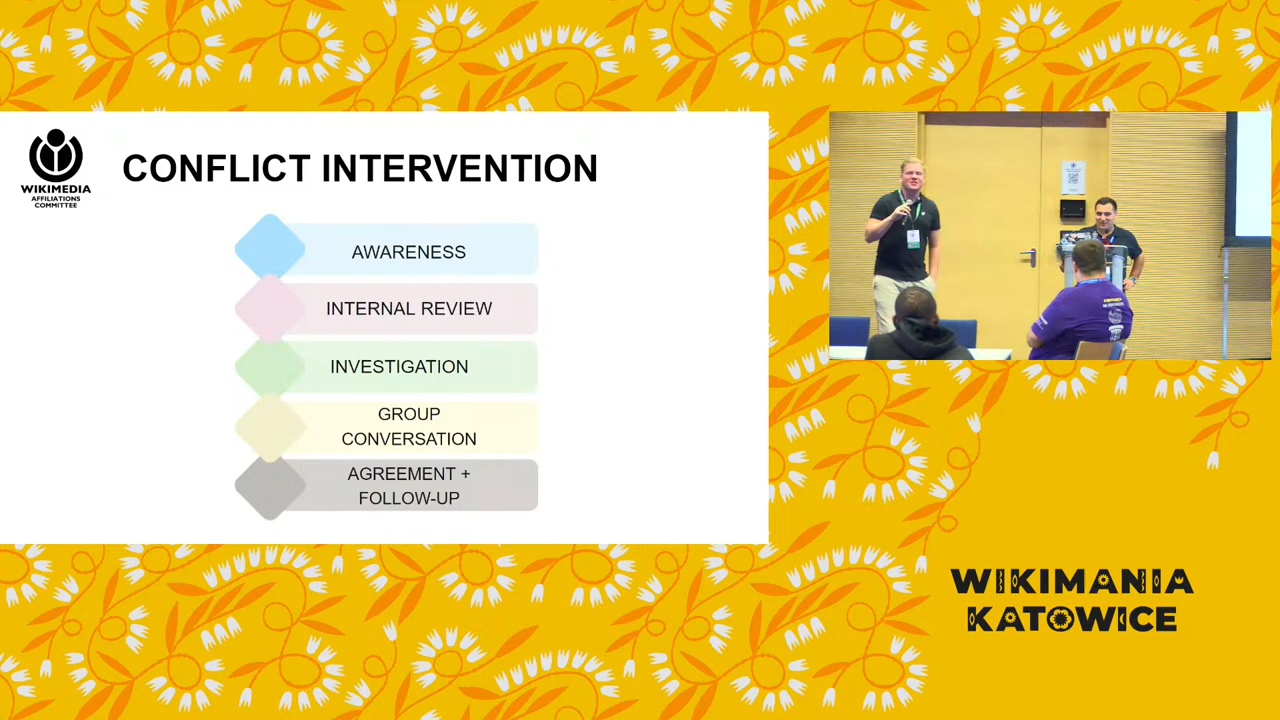 WIKIMEDIA
AFFILIATIONS
COMMITTEE
CONFLICT INTERVENTION
AWARENESS
INTERNAL REVIEW
INVESTIGATION
GROUP
CONVERSATION
AGREEMENT +
FOLLOW-UP
WIKIMANIA
KATOWICE